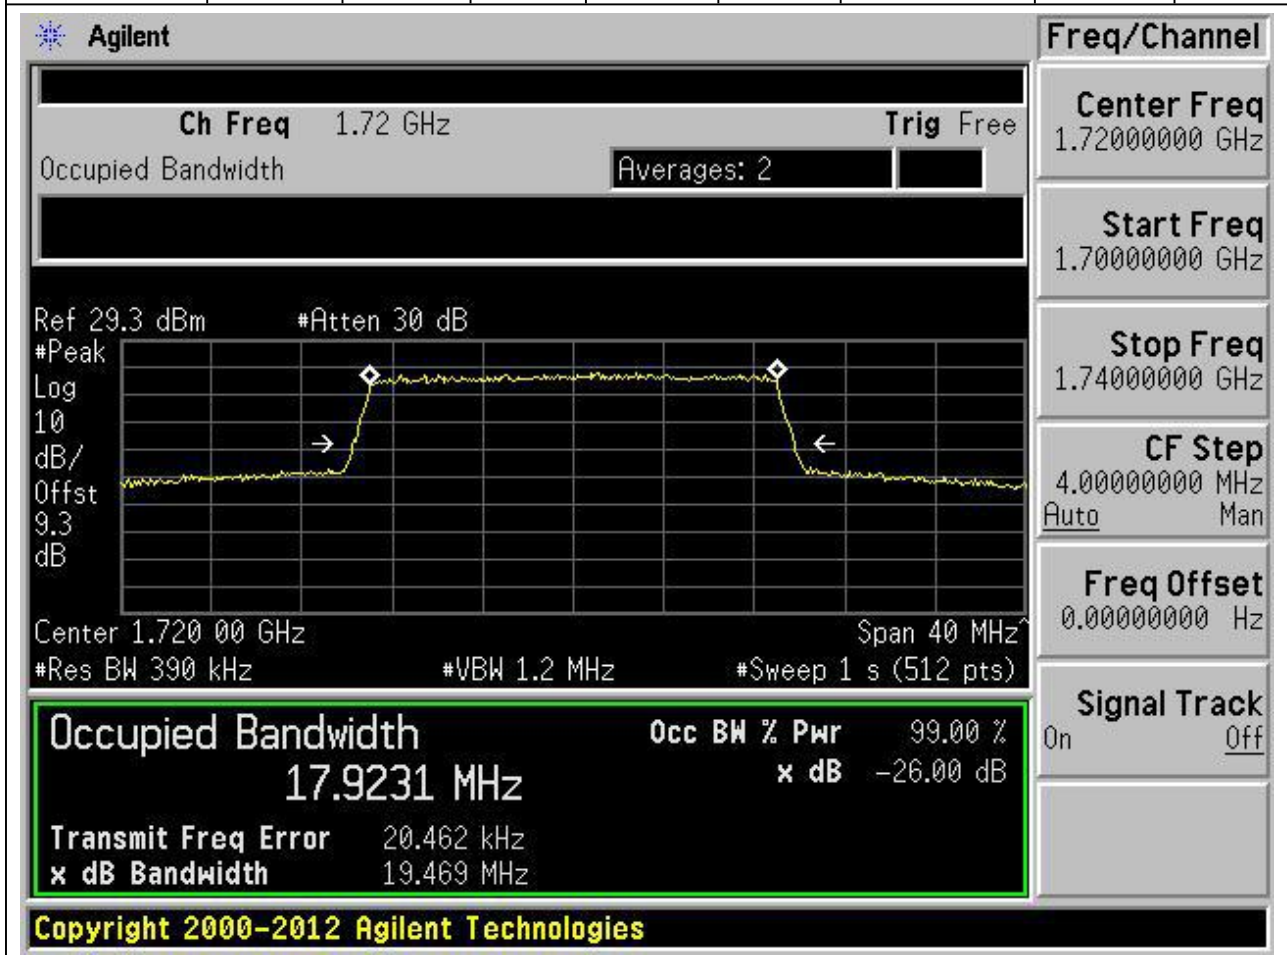 Agilent
Freq/Channel
Ch Freq 1.72 GHz Trig Free
Occupied Bandwidth Averages: 2
Center Freq
1.72000000 GHz
Start Freq
1.70000000 GHz
Stop Freq
1.74000000 GHz
CF Step
4.00000000 MHz
Auto Man
Freq Offset
0.00000000 Hz
Signal Track
On Off
Ref 29.3 dBm #Atten 30 dB
#Peak
Log
10
dB/
Offst
9.3
dB
Center 1.720 00 GHz Span 40 MHz^
#Res BW 390 kHz #VBW 1.2 MHz #Sweep 1 s (512 pts)
Occupied Bandwidth
17.9231 MHz
Occ BW % Pwr 99.00 %
x dB -26.00 dB
Transmit Freq Error 20.462 kHz
x dB Bandwidth 19.469 MHz
Copyright 2000-2012 Agilent Technologies